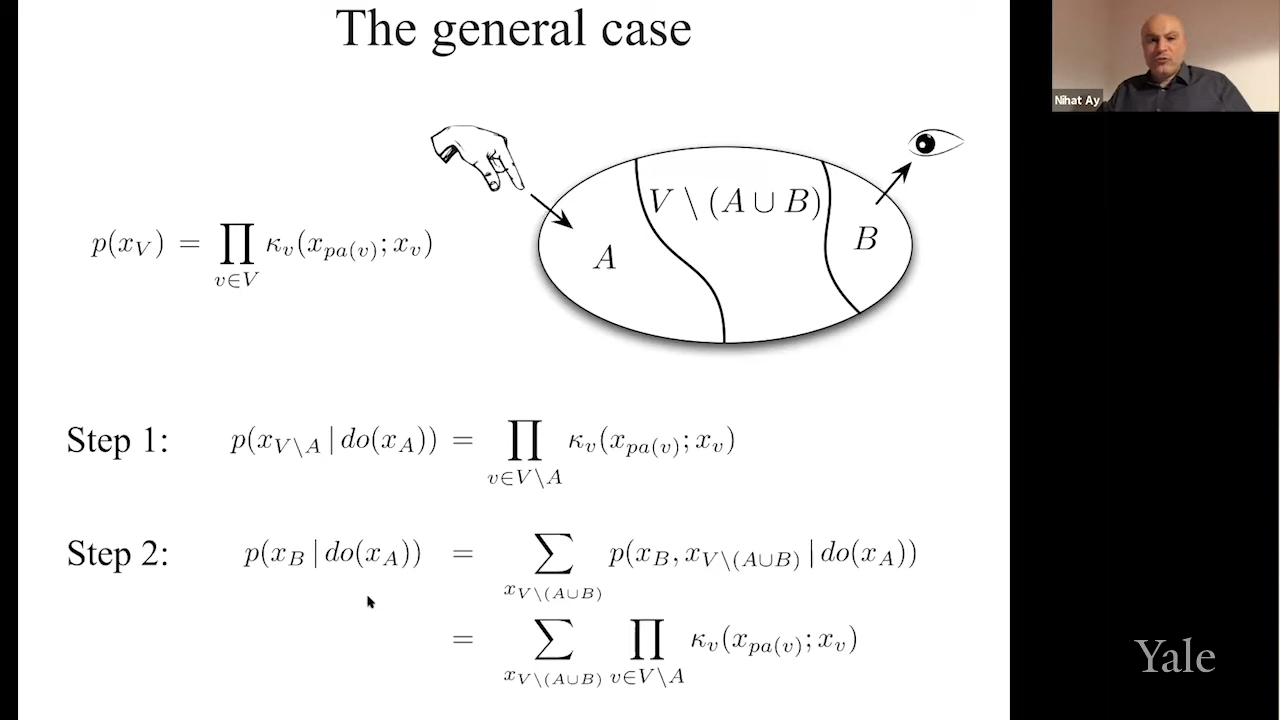 The general case
Nihat Ay
V \ (A ∪ B)
A
B
p(x_V) = ∏_{v∈V} κ_v(x_{pa(v)}; x_v)
Step 1: p(x_{V\A} | do(x_A)) = ∏_{v∈V\A} κ_v(x_{pa(v)}; x_v)
Step 2: p(x_B | do(x_A)) = ∑_{x_{V\(A∪B)}} p(x_B, x_{V\(A∪B)} | do(x_A))
= ∑_{x_{V\(A∪B)}} ∏_{v∈V\A} κ_v(x_{pa(v)}; x_v)
Yale